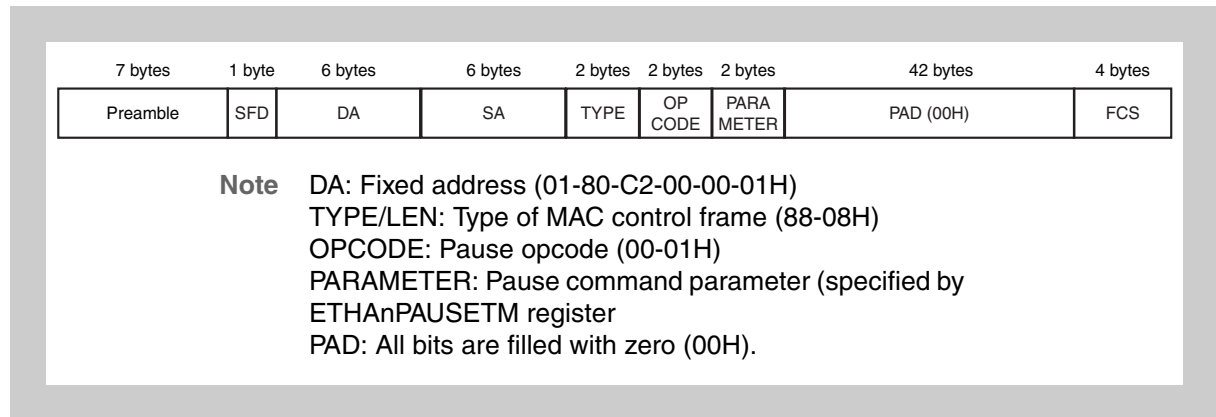 7 bytes 1 byte 6 bytes 6 bytes 2 bytes 2 bytes 2 bytes 42 bytes 4 bytes
Preamble SFD DA SA TYPE OP CODE PARA METER PAD (00H) FCS
Note DA: Fixed address (01-80-C2-00-00-01H)
TYPE/LEN: Type of MAC control frame (88-08H)
OPCODE: Pause opcode (00-01H)
PARAMETER: Pause command parameter (specified by
ETHAnPAUSETM register
PAD: All bits are filled with zero (00H).